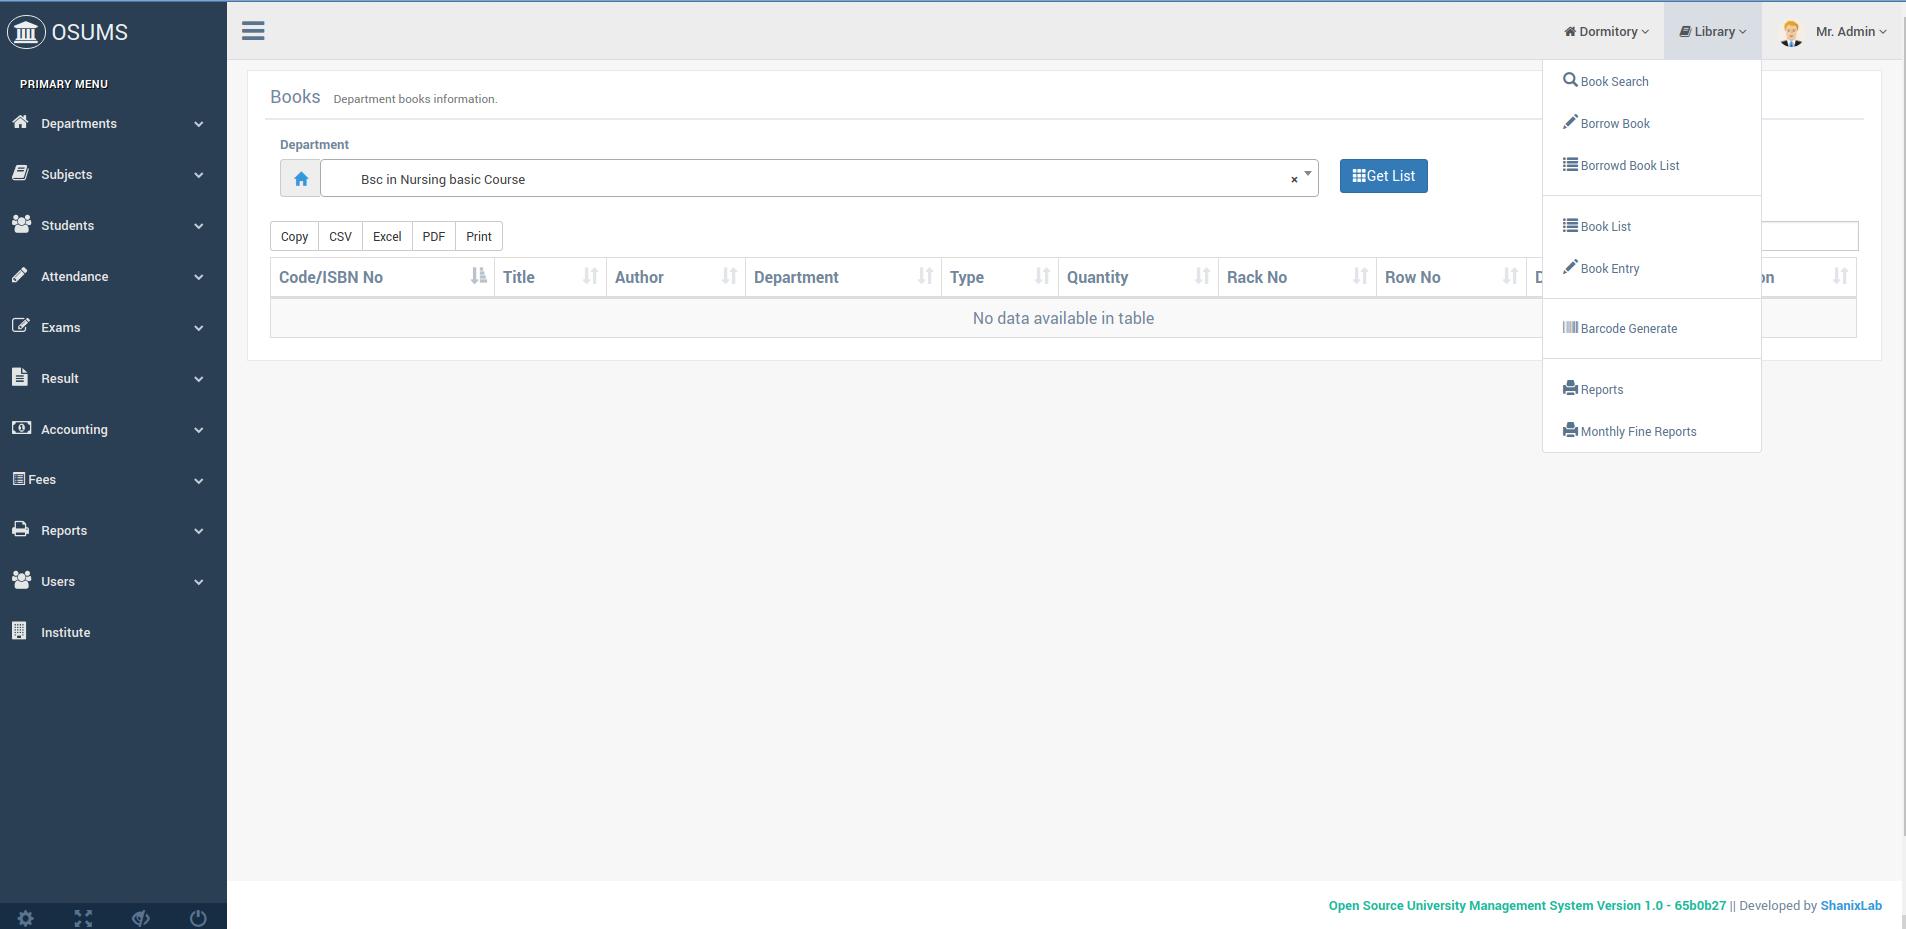 OSUMS
PRIMARY MENU
Departments
Subjects
Students
Attendance
Exams
Result
Accounting
Fees
Reports
Users
Institute
Dormitory
Library
Mr. Admin
Book Search
Borrow Book
Borrowd Book List
Book List
Book Entry
Barcode Generate
Reports
Monthly Fine Reports
Books Department books information.
Department
Bsc in Nursing basic Course × Get List
Copy CSV Excel PDF Print
Code/ISBN No Title Author Department Type Quantity Rack No Row No
No data available in table
Open Source University Management System Version 1.0 - 65b0b27 || Developed by ShanixLab